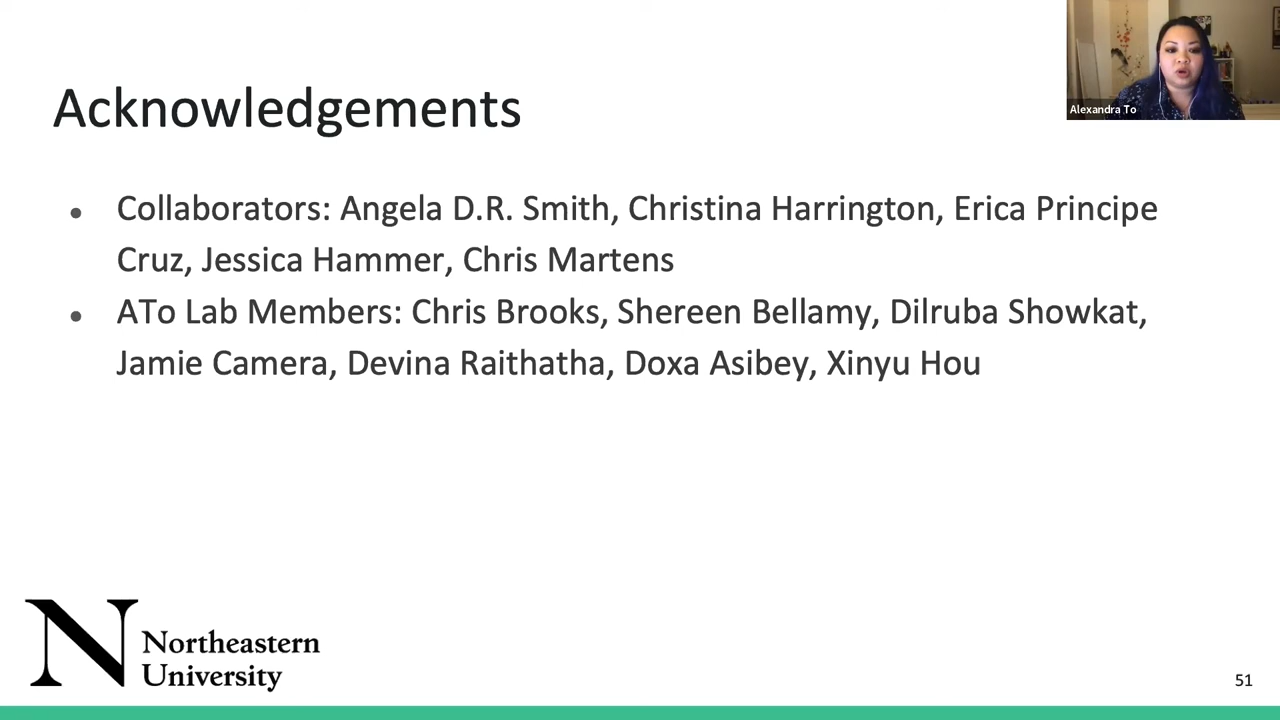 Acknowledgements
Alexandra To
● Collaborators: Angela D.R. Smith, Christina Harrington, Erica Principe
Cruz, Jessica Hammer, Chris Martens
● ATo Lab Members: Chris Brooks, Shereen Bellamy, Dilruba Showkat,
Jamie Camera, Devina Raithatha, Doxa Asibey, Xinyu Hou
N Northeastern
University
51